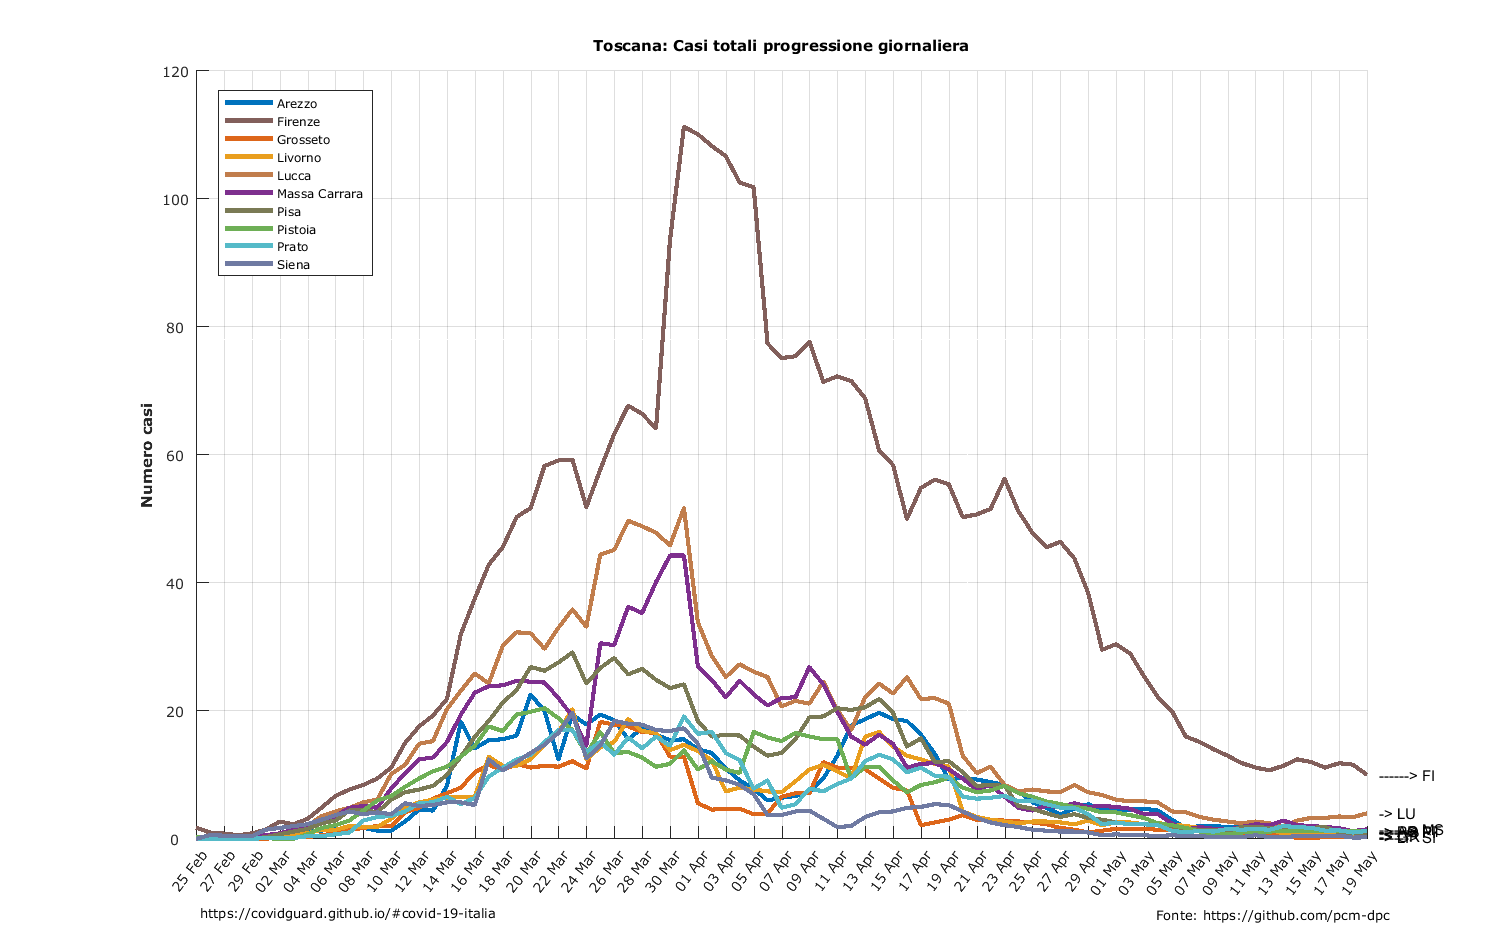 Toscana: Casi totali progressione giornaliera
Numero casi
120
100
80
60
40
20
0
Arezzo
Firenze
Grosseto
Livorno
Lucca
Massa Carrara
Pisa
Pistoia
Prato
Siena
------> FI
-> LU
MS
SI
25 Feb
27 Feb
29 Feb
02 Mar
04 Mar
06 Mar
08 Mar
10 Mar
12 Mar
14 Mar
16 Mar
18 Mar
20 Mar
22 Mar
24 Mar
26 Mar
28 Mar
30 Mar
01 Apr
03 Apr
05 Apr
07 Apr
09 Apr
11 Apr
13 Apr
15 Apr
17 Apr
19 Apr
21 Apr
23 Apr
25 Apr
27 Apr
29 Apr
01 May
03 May
05 May
07 May
09 May
11 May
13 May
15 May
17 May
19 May
https://covidguard.github.io/#covid-19-italia
Fonte: https://github.com/pcm-dpc